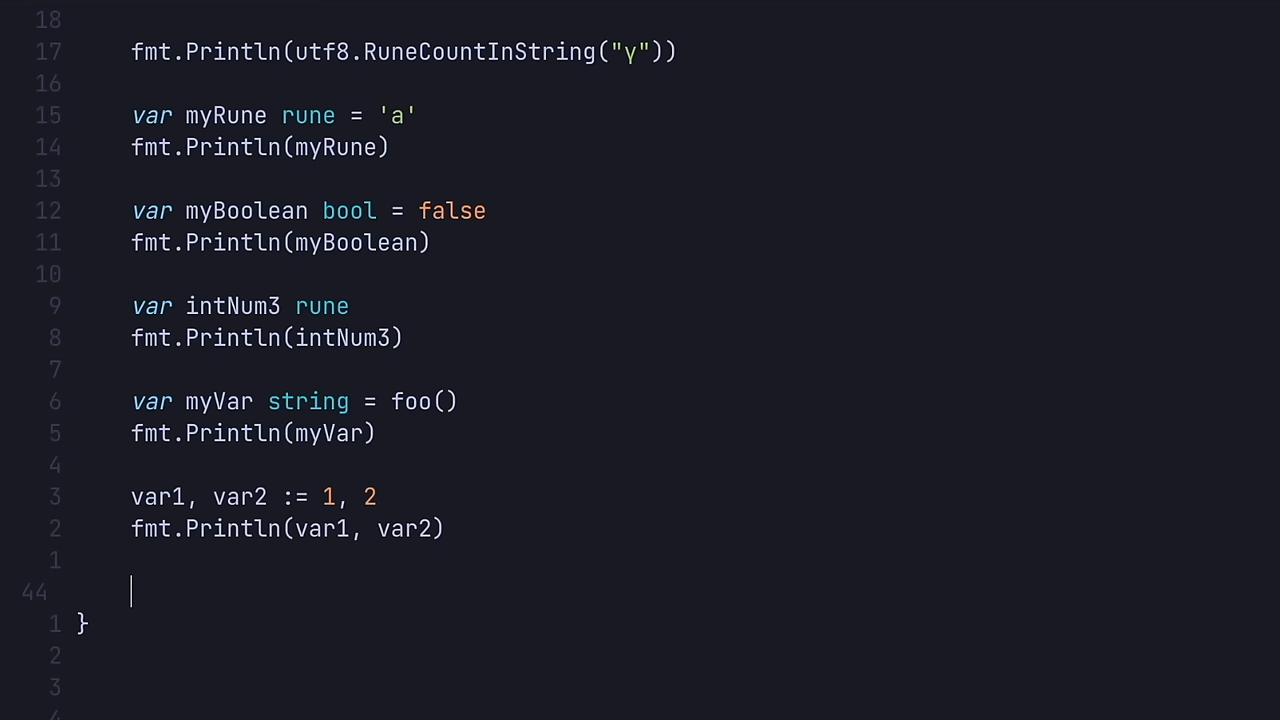 18
17 fmt.Println(utf8.RuneCountInString("γ"))
16
15 var myRune rune = 'a'
14 fmt.Println(myRune)
13
12 var myBoolean bool = false
11 fmt.Println(myBoolean)
10
9 var intNum3 rune
8 fmt.Println(intNum3)
7
6 var myVar string = foo()
5 fmt.Println(myVar)
4
3 var1, var2 := 1, 2
2 fmt.Println(var1, var2)
1
44
1 }
2
3
4